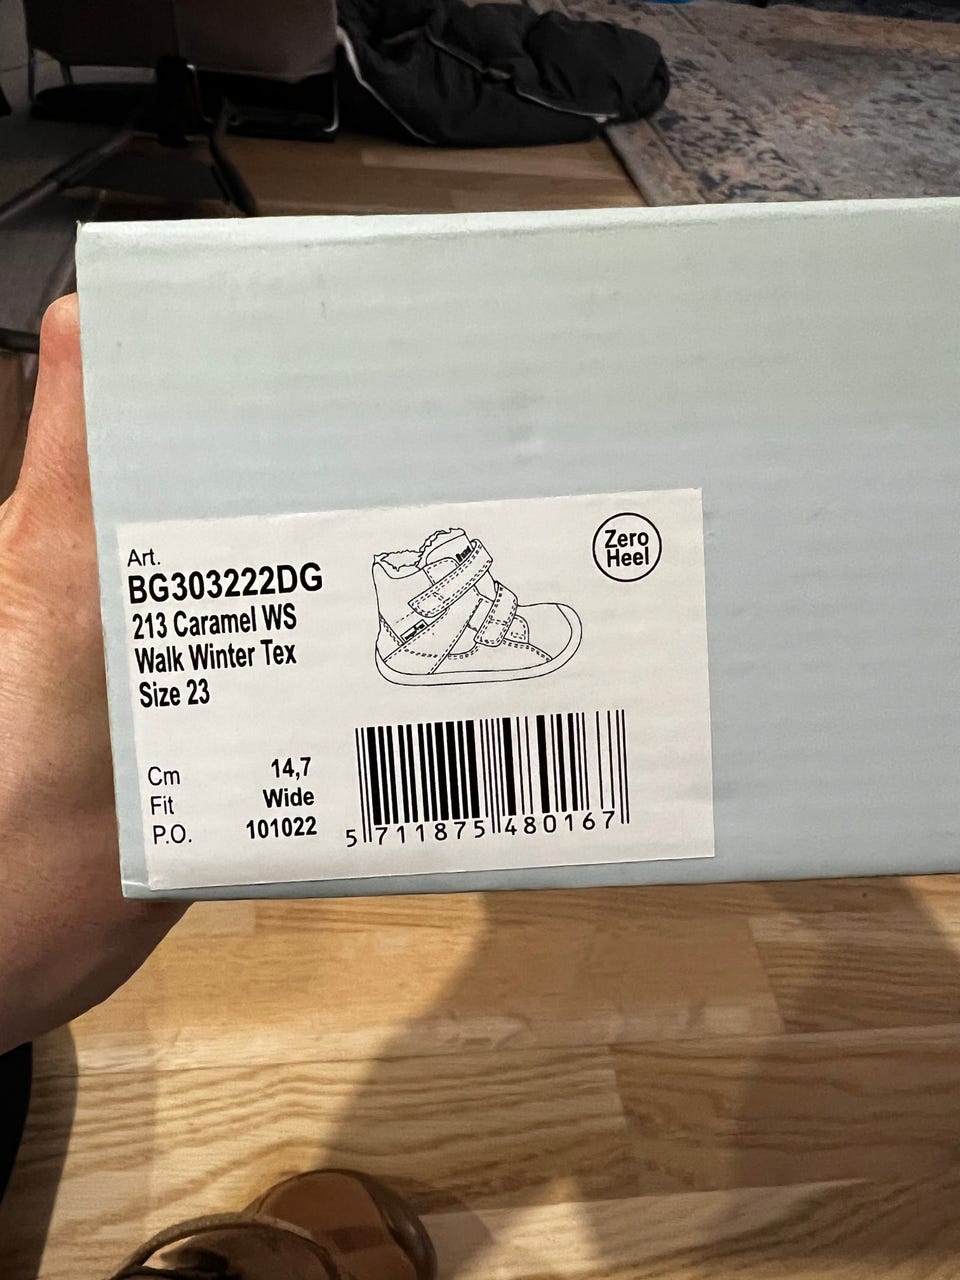 Art.
BG303222DG
213 Caramel WS
Walk Winter Tex
Size 23
Zero
Heel
Cm 14,7
Fit Wide
P.O. 101022
5 711875 480167